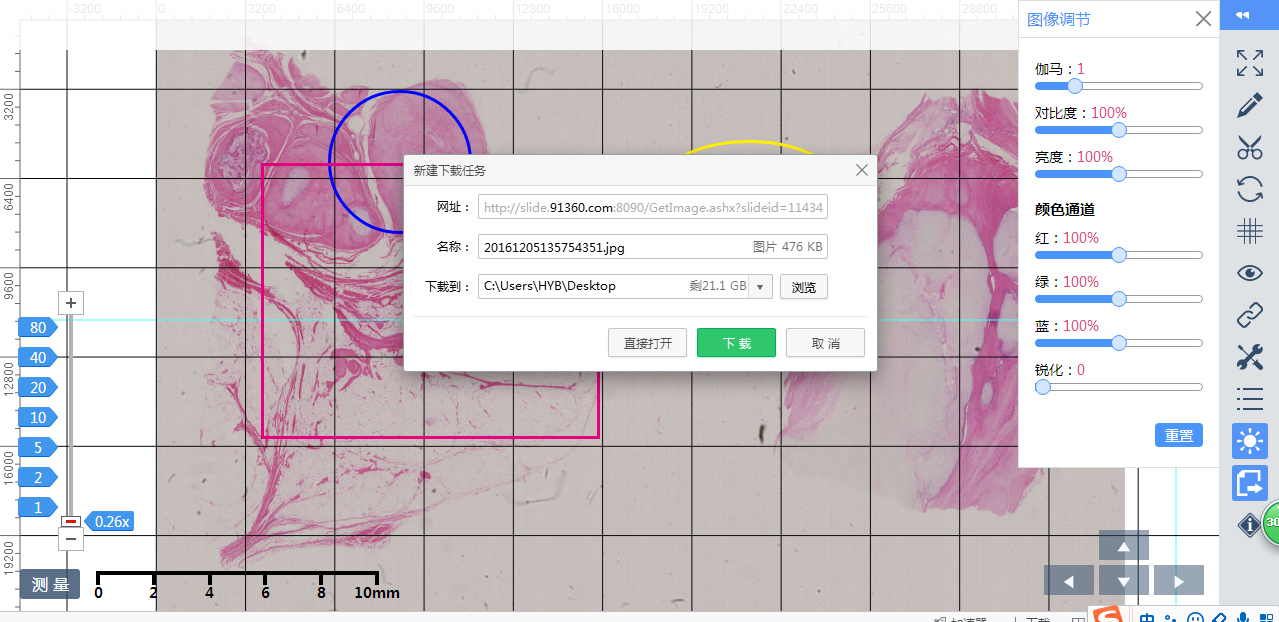 -3200 0 3200 6400 9600 12800 16000 19200 22400 25600 28800
3200
6400
9600
12800
16000
19200
80
40
20
10
5
2
1
0.26x
测 量
0 2 4 6 8 10mm
新建下载任务
网址： http://slide.91360.com:8090/GetImage.ashx?slideid=11434
名称： 20161205135754351.jpg 图片 476 KB
下载到： C:\Users\HYB\Desktop 剩21.1 GB 浏览
直接打开 下 载 取 消
图像调节
伽马：1
对比度：100%
亮度：100%
颜色通道
红：100%
绿：100%
蓝：100%
锐化：0
重置
30
中